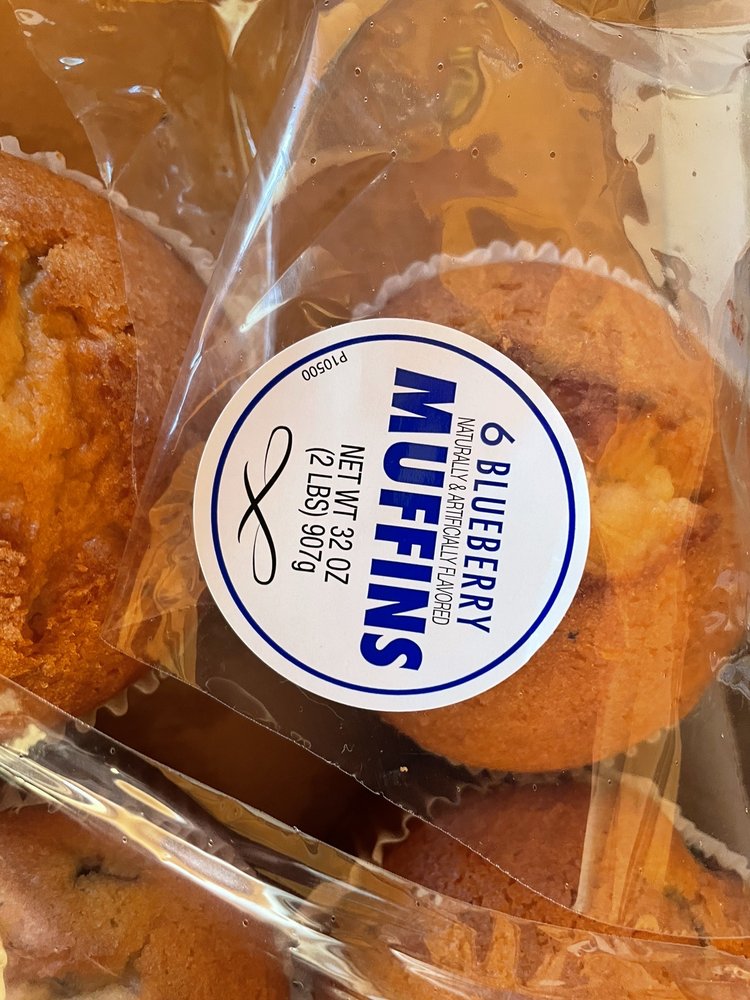 6 BLUEBERRY
NATURALLY & ARTIFICIALLY FLAVORED
MUFFINS
NET WT 32 OZ
(2 LBS) 907g
P10500